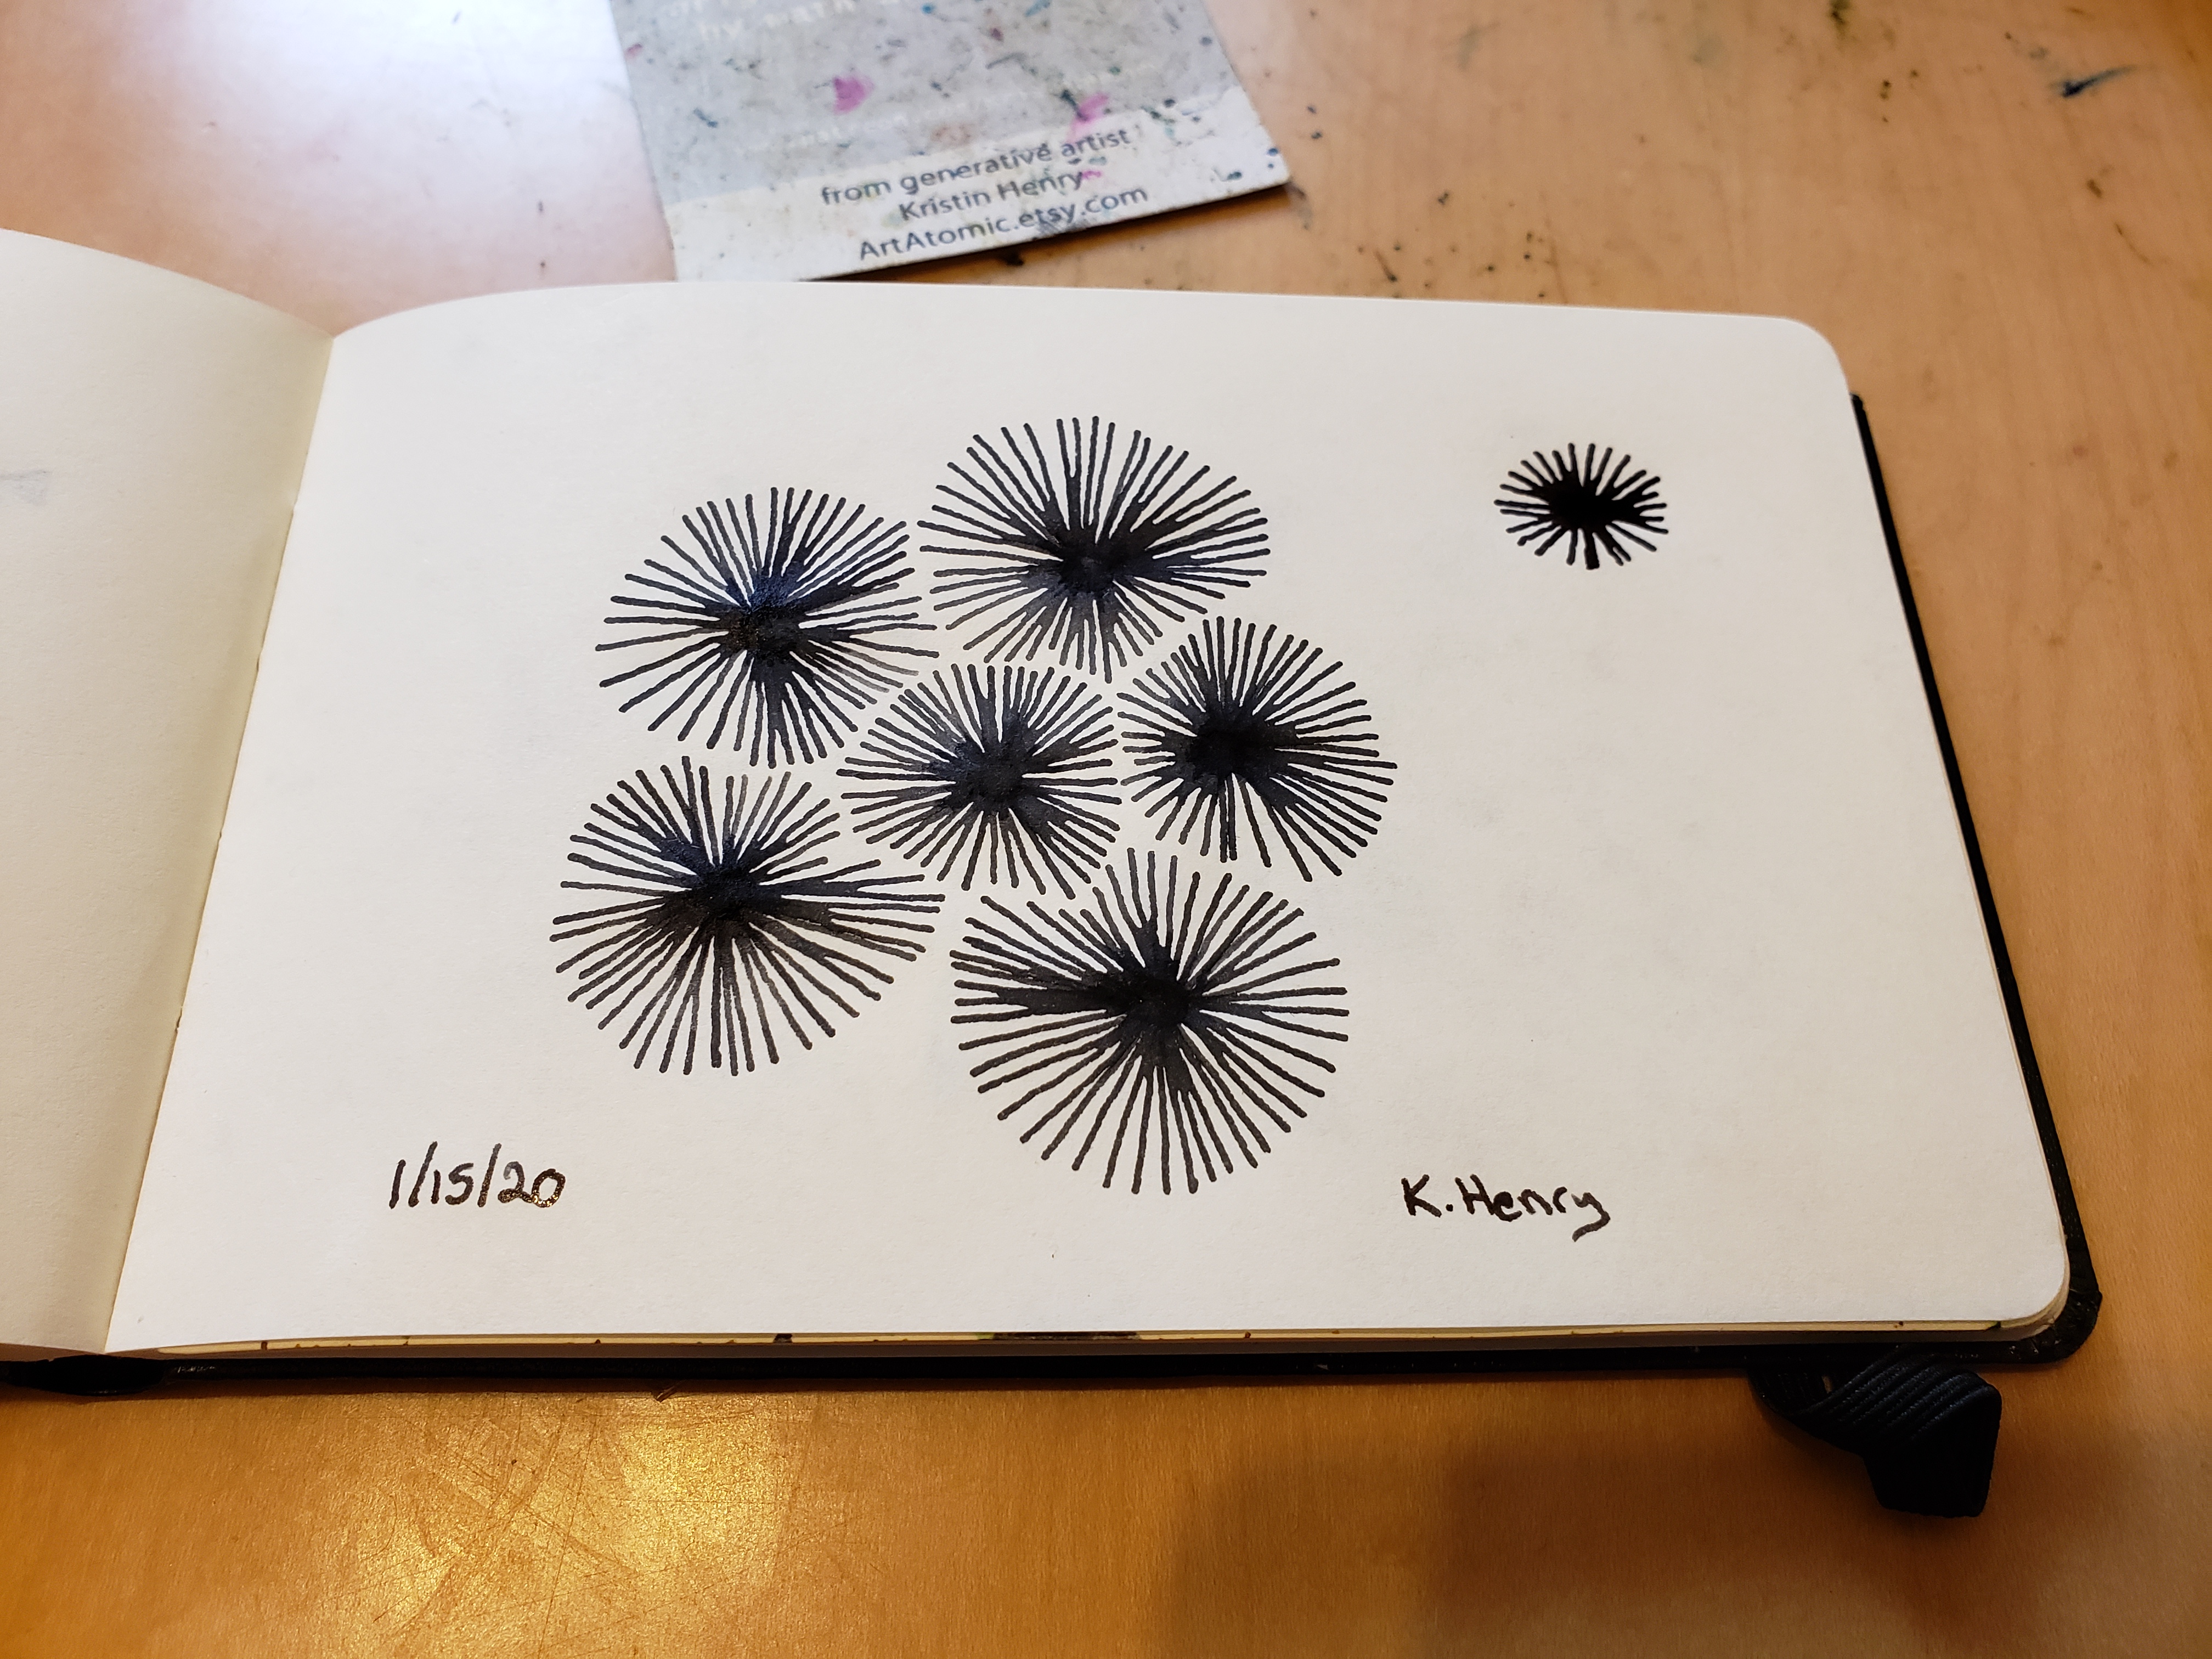 from generative artist
Kristin Henry
ArtAtomic.etsy.com
1/15/20
K. Henry